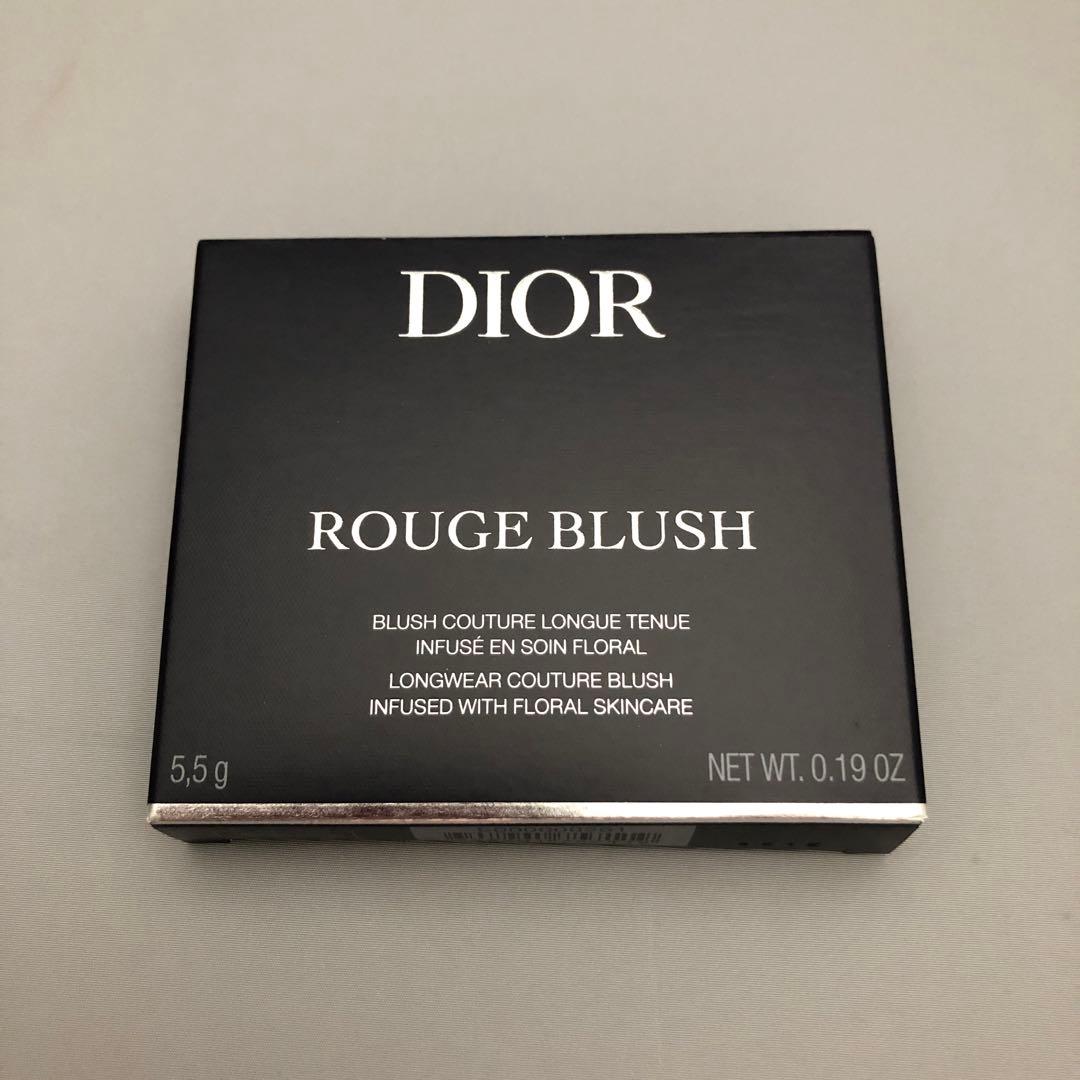 DIOR
ROUGE BLUSH
BLUSH COUTURE LONGUE TENUE
INFUSÉ EN SOIN FLORAL
LONGWEAR COUTURE BLUSH
INFUSED WITH FLORAL SKINCARE
5,5 g
NET WT. 0.19 OZ